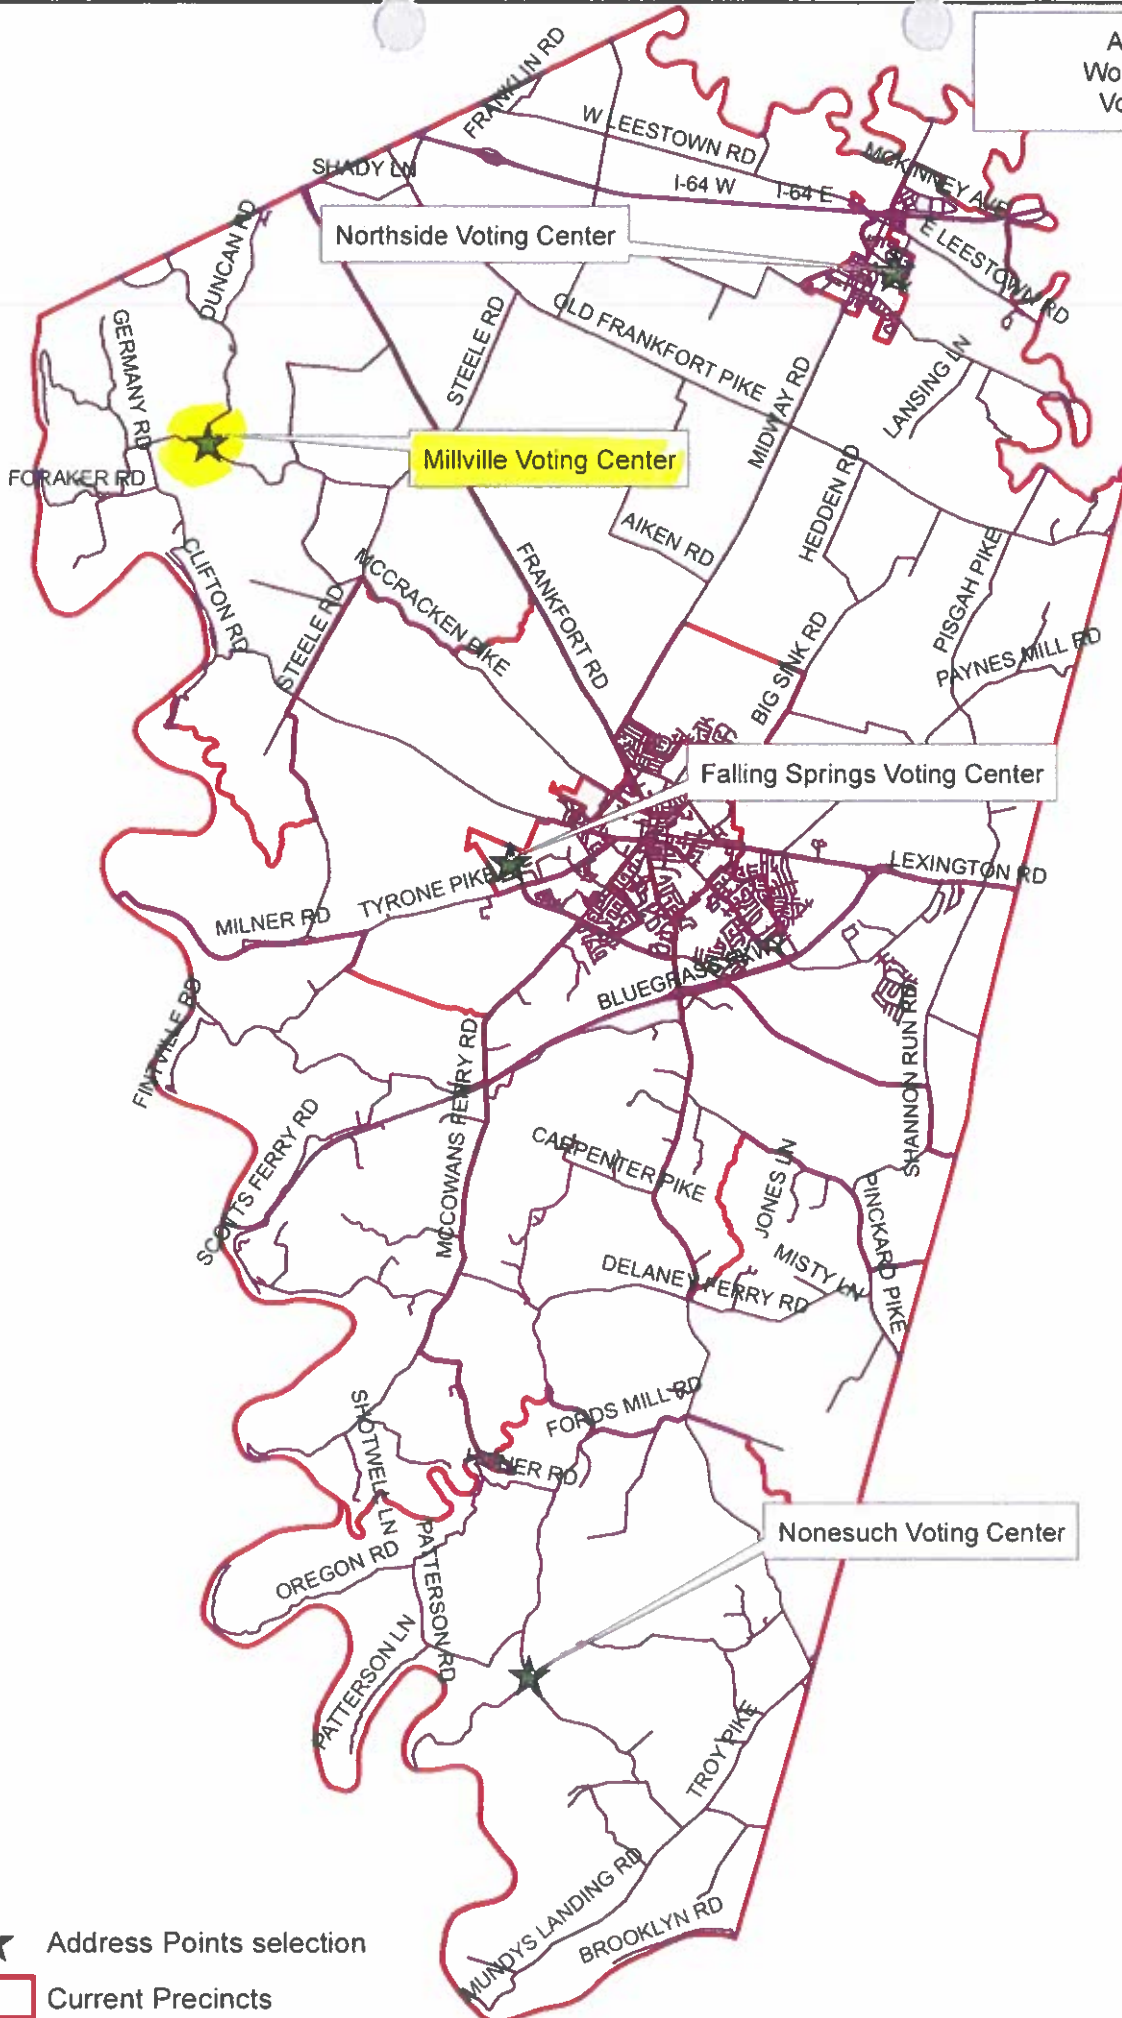 A
Wo
Vo
FRANKLIN RD
W LEESTOWN RD
SHADY LN
MCKINNEY AVE
I-64 W
I-64 E
DUNCAN RD
Northside Voting Center
E LEESTOWN RD
GERMANY RD
STEELE RD
OLD FRANKFORT PIKE
MIDWAY RD
LANSING LN
Millville Voting Center
FORAKER RD
HEDDEN RD
AIKEN RD
CLIFTON RD
STEELE RD
MCCRACKEN PIKE
FRANKFORT RD
PISGAH PIKE
BIG SINK RD
PAYNES MILL RD
Falling Springs Voting Center
LEXINGTON RD
TYRONE PIKE
MILNER RD
BLUEGRASS PKWY
FINTVILLE RD
MCCOWANS FERRY RD
SHANNON RUN RD
SCOTTS FERRY RD
CARPENTER PIKE
JONES LN
PINCKARD PIKE
DELANEY FERRY RD
MISTY LN
SHOTWELL LN
FORDS MILL RD
NER RD
Nonesuch Voting Center
OREGON RD
PATTERSON RD
PATTERSON LN
TROY PIKE
MUNDYS LANDING RD
BROOKLYN RD
Address Points selection
Current Precincts